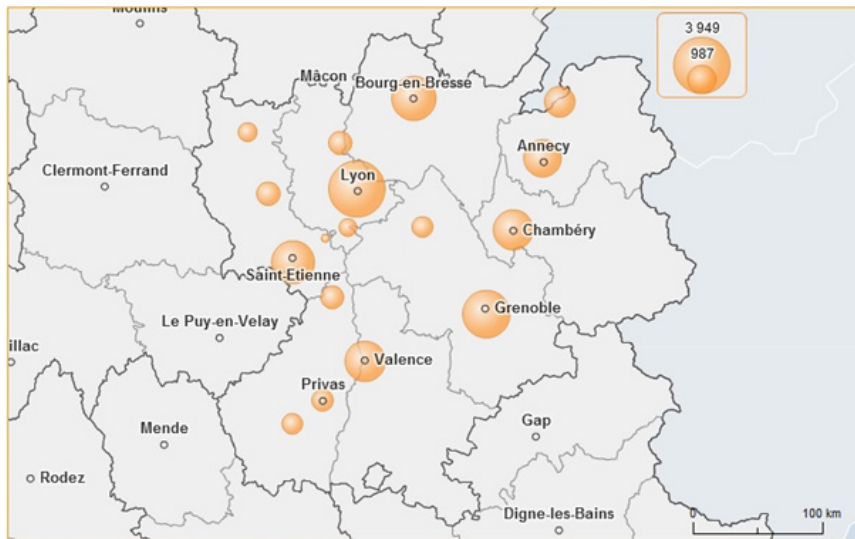 Moulins
3 949
987
Mâcon
Bourg-en-Bresse
Annecy
Clermont-Ferrand
Lyon
Chambéry
Saint-Etienne
Grenoble
Le Puy-en-Velay
illac
Valence
Privas
Gap
Mende
Rodez
Digne-les-Bains
0
100 km